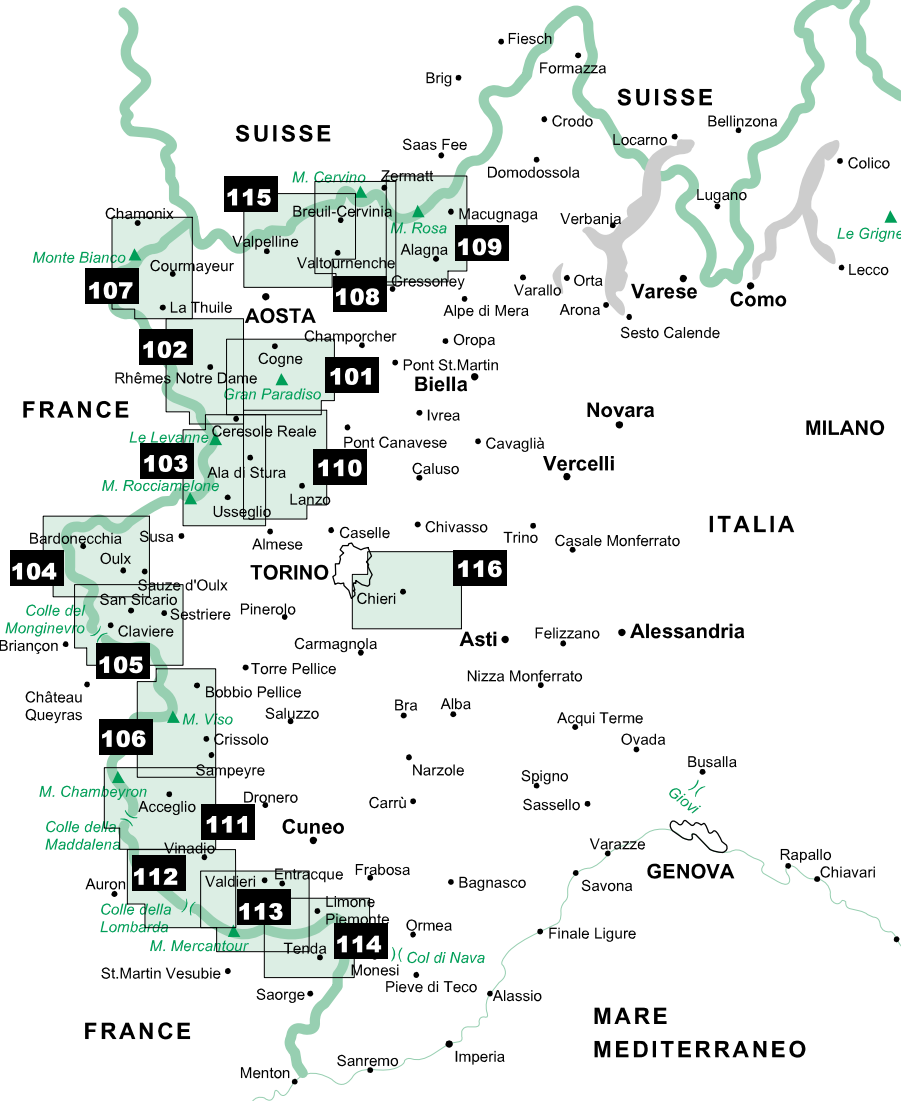 Fiesch
Formazza
Brig
SUISSE
Crodo
Bellinzona
SUISSE
Locarno
Saas Fee
Colico
Domodossola
M. Cervino
Zermatt
115
Lugano
Chamonix
Breuil-Cervinia
Macugnaga
Verbania
M. Rosa
Le Grigne
Valpelline
Alagna
109
Monte Bianco
Courmayeur
Valtournenche
Lecco
107
108
Gressoney
Varallo
Orta
Varese
Como
La Thuile
AOSTA
Alpe di Mera
Arona
Sesto Calende
102
Champorcher
Oropa
Cogne
Pont St.Martin
101
Rhêmes Notre Dame
Biella
Gran Paradiso
FRANCE
Ivrea
Novara
Le Levanne
Ceresole Reale
MILANO
Pont Canavese
Cavaglià
103
110
Vercelli
Ala di Stura
Caluso
M. Rocciamelone
Lanzo
Usseglio
Chivasso
ITALIA
Bardonecchia
Susa
Almese
Caselle
Trino
Casale Monferrato
Oulx
104
TORINO
116
Sauze d'Oulx
Chieri
San Sicario
Colle del
Monginevro
Sestriere
Pinerolo
Claviere
Briançon
Asti
Felizzano
Alessandria
Carmagnola
105
Torre Pellice
Nizza Monferrato
Château
Queyras
Bobbio Pellice
M. Viso
Saluzzo
Bra
Alba
Acqui Terme
106
Crissolo
Ovada
Sampeyre
Narzole
Busalla
M. Chambeyron
Spigno
Giovi
Acceglio
Dronero
Carrù
Sassello
Colle della
Maddalena
111
Cuneo
Vinadio
Varazze
112
Auron
Valdieri
Entracque
Frabosa
GENOVA
Rapallo
Chiavari
Bagnasco
Savona
Colle della
Lombarda
113
Limone
Piemonte
Ormea
Finale Ligure
M. Mercantour
114
Tenda
Col di Nava
St.Martin Vesubie
Monesi
Pieve di Teco
Saorge
Alassio
FRANCE
MARE
MEDITERRANEO
Sanremo
Imperia
Menton